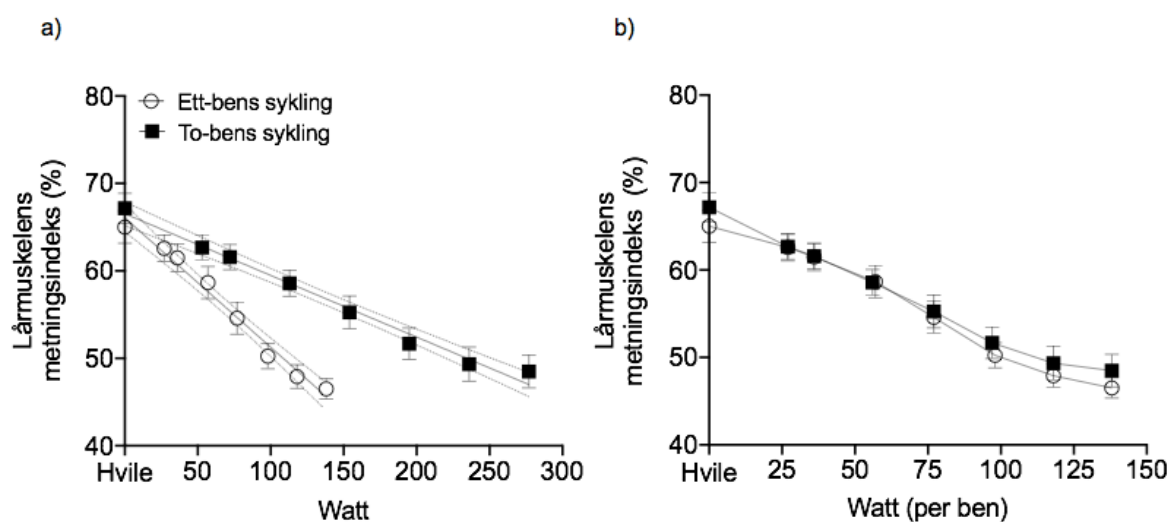 a)
80
70
60
50
40
Lårmuskelens
metningsindeks (%)
Ett-bens sykling
To-bens sykling
Hvile 50 100 150 200 250 300
Watt
b)
80
70
60
50
40
Lårmuskelens
metningsindeks (%)
Hvile 25 50 75 100 125 150
Watt (per ben)